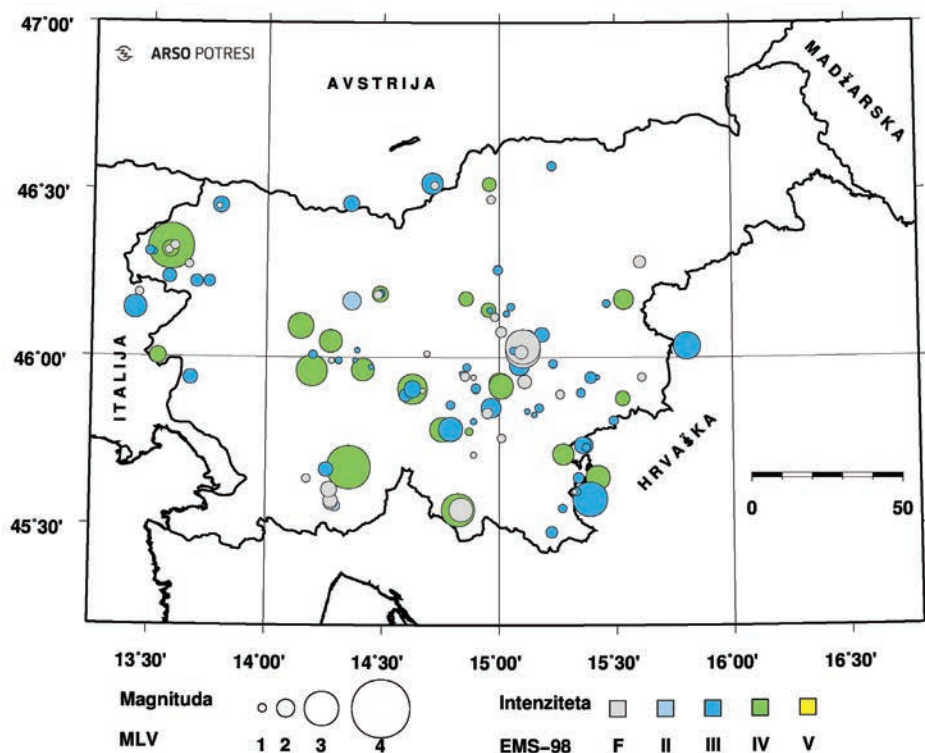 47°00'
ARSO POTRESI
AVSTRIJA
MADŽARSKA
46°30'
46°00'
ITALIJA
HRVAŠKA
0 50
45°30'
13°30' 14°00' 14°30' 15°00' 15°30' 16°00' 16°30'
Magnituda
Intenziteta
MLV 1 2 3 4
EMS-98 F II III IV V